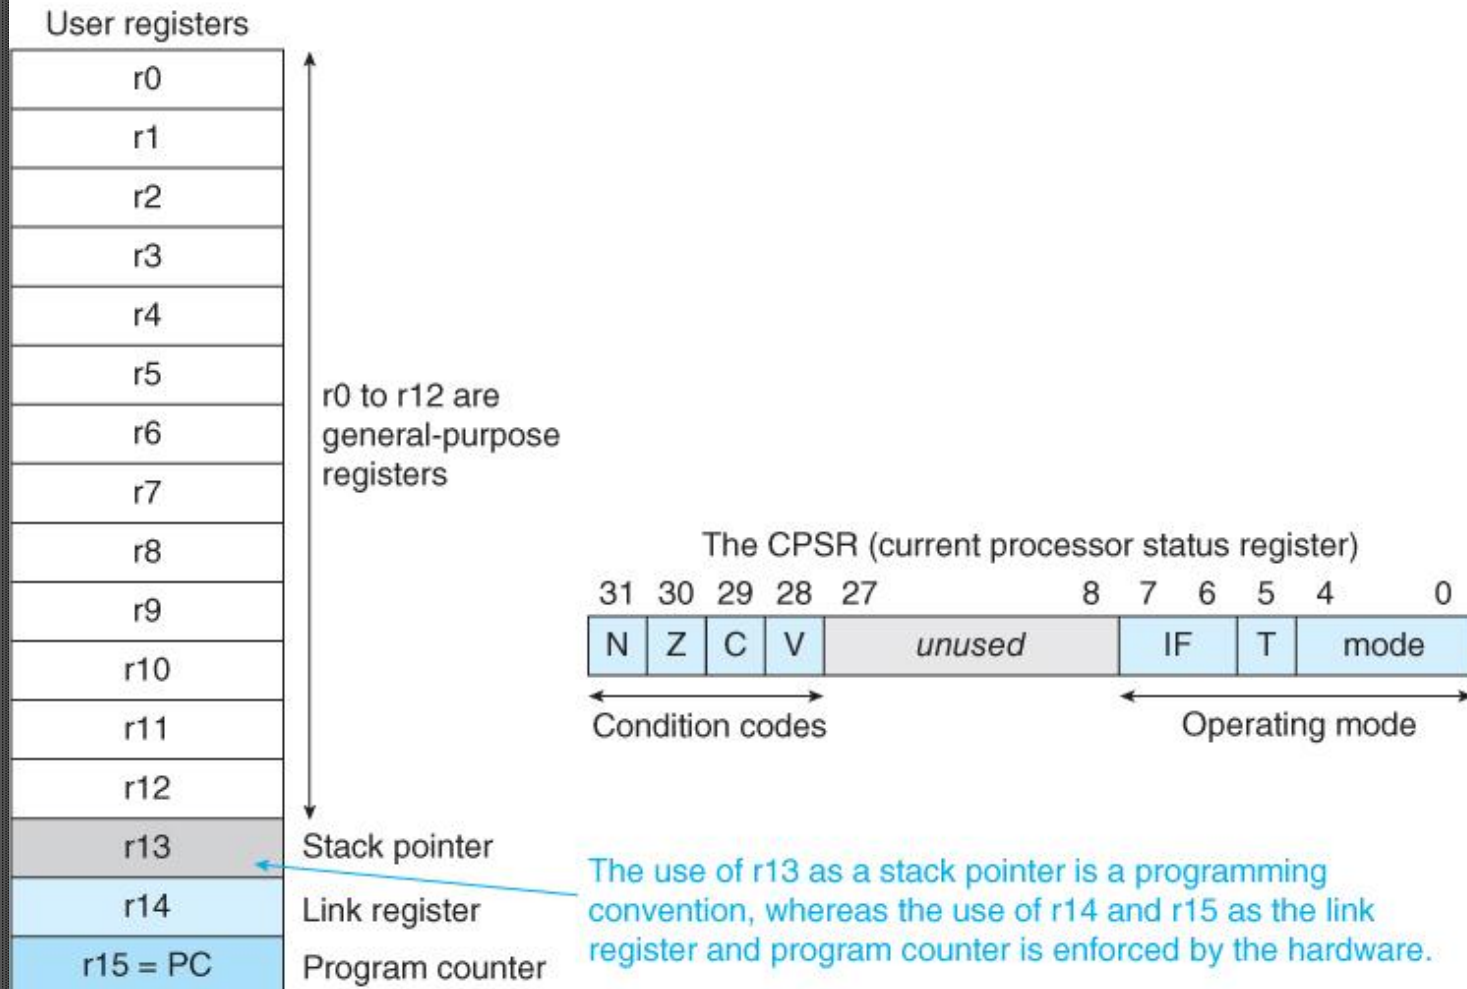 User registers
r0
r1
r2
r3
r4
r5
r6
r7
r8
r9
r10
r11
r12
r13
r14
r15 = PC
r0 to r12 are
general-purpose
registers
Stack pointer
Link register
Program counter
The CPSR (current processor status register)
31 30 29 28 27 8 7 6 5 4 0
N Z C V unused IF T mode
Condition codes Operating mode
The use of r13 as a stack pointer is a programming
convention, whereas the use of r14 and r15 as the link
register and program counter is enforced by the hardware.